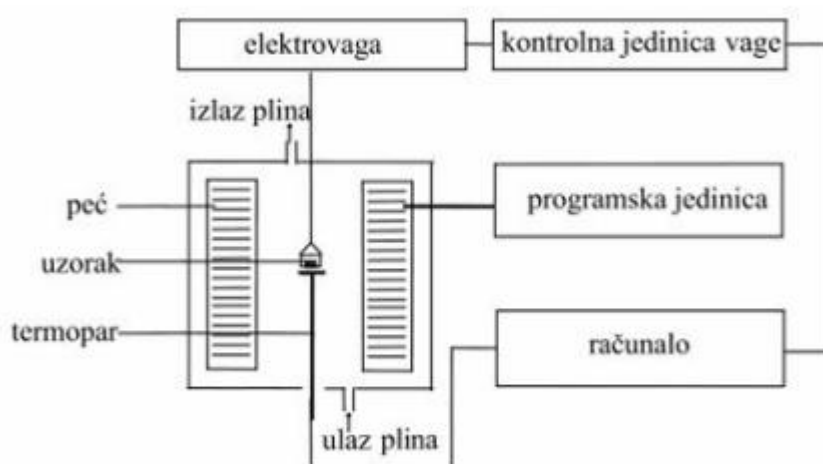 elektrovaga
kontrolna jedinica vage
izlaz plina
peć
programska jedinica
uzorak
termopar
računalo
ulaz plina